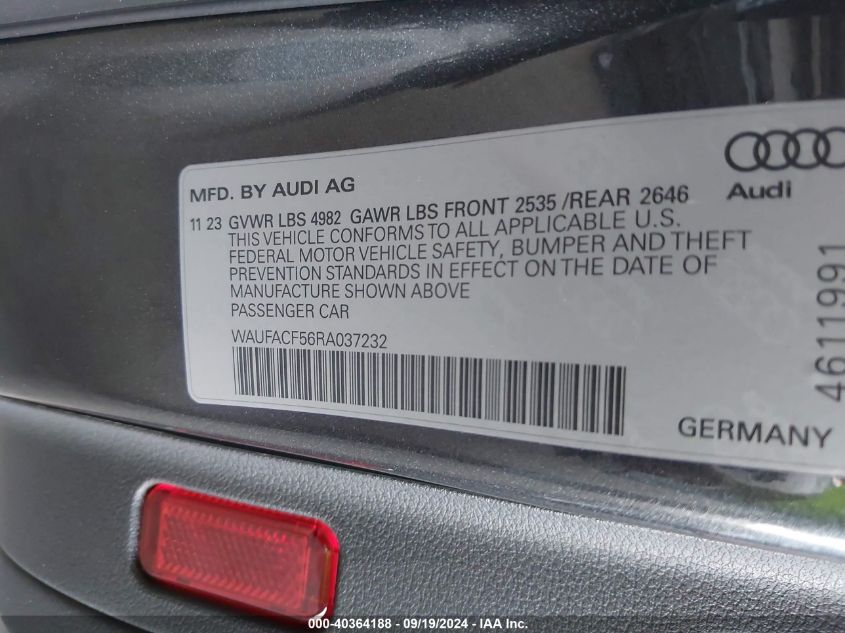 MFD. BY AUDI AG
Audi
11 23 GVWR LBS 4982 GAWR LBS FRONT 2535 /REAR 2646
THIS VEHICLE CONFORMS TO ALL APPLICABLE U.S.
FEDERAL MOTOR VEHICLE SAFETY, BUMPER AND THEFT
PREVENTION STANDARDS IN EFFECT ON THE DATE OF
MANUFACTURE SHOWN ABOVE
PASSENGER CAR
WAUFACF56RA037232
4611991
GERMANY
000-40364188 - 09/19/2024 - IAA Inc.